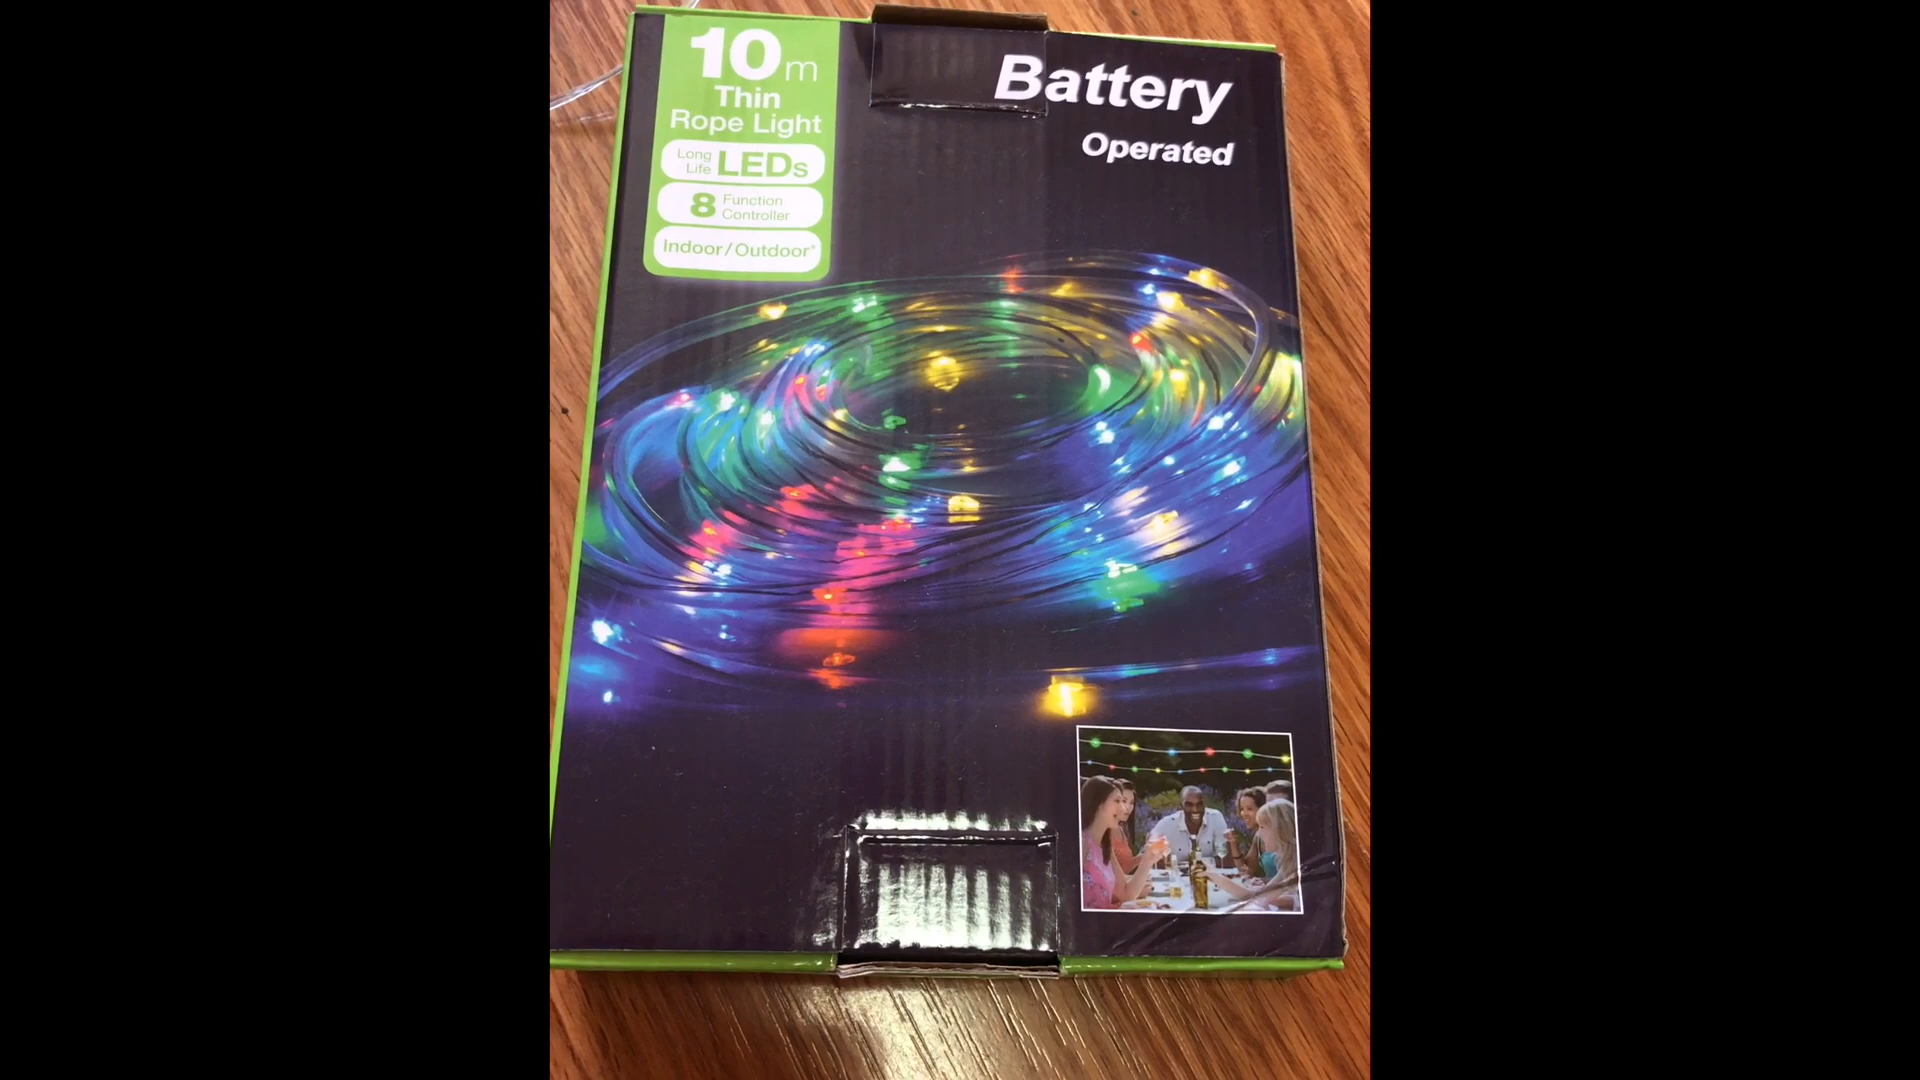 10m
Thin
Rope Light
Long
Life LEDs
8 Function
Controller
Indoor/Outdoor*
Battery
Operated